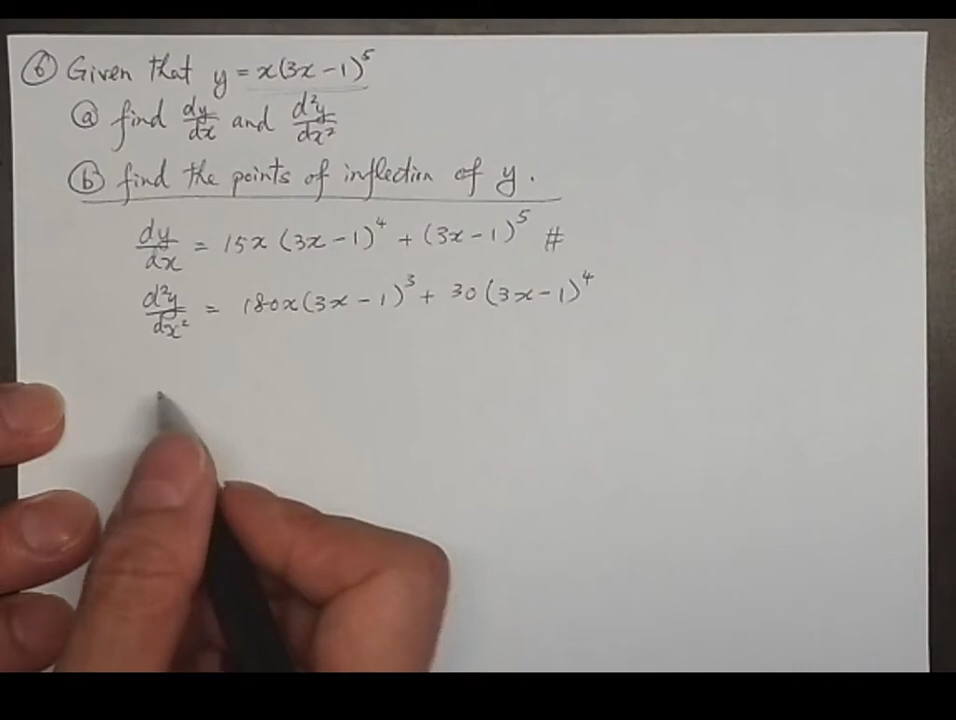 ⑥ Given that y = x(3x-1)⁵
ⓐ find dy/dx and d²y/dx²
ⓑ find the points of inflection of y.
dy/dx = 15x(3x-1)⁴ + (3x-1)⁵ #
d²y/dx² = 180x(3x-1)³ + 30(3x-1)⁴